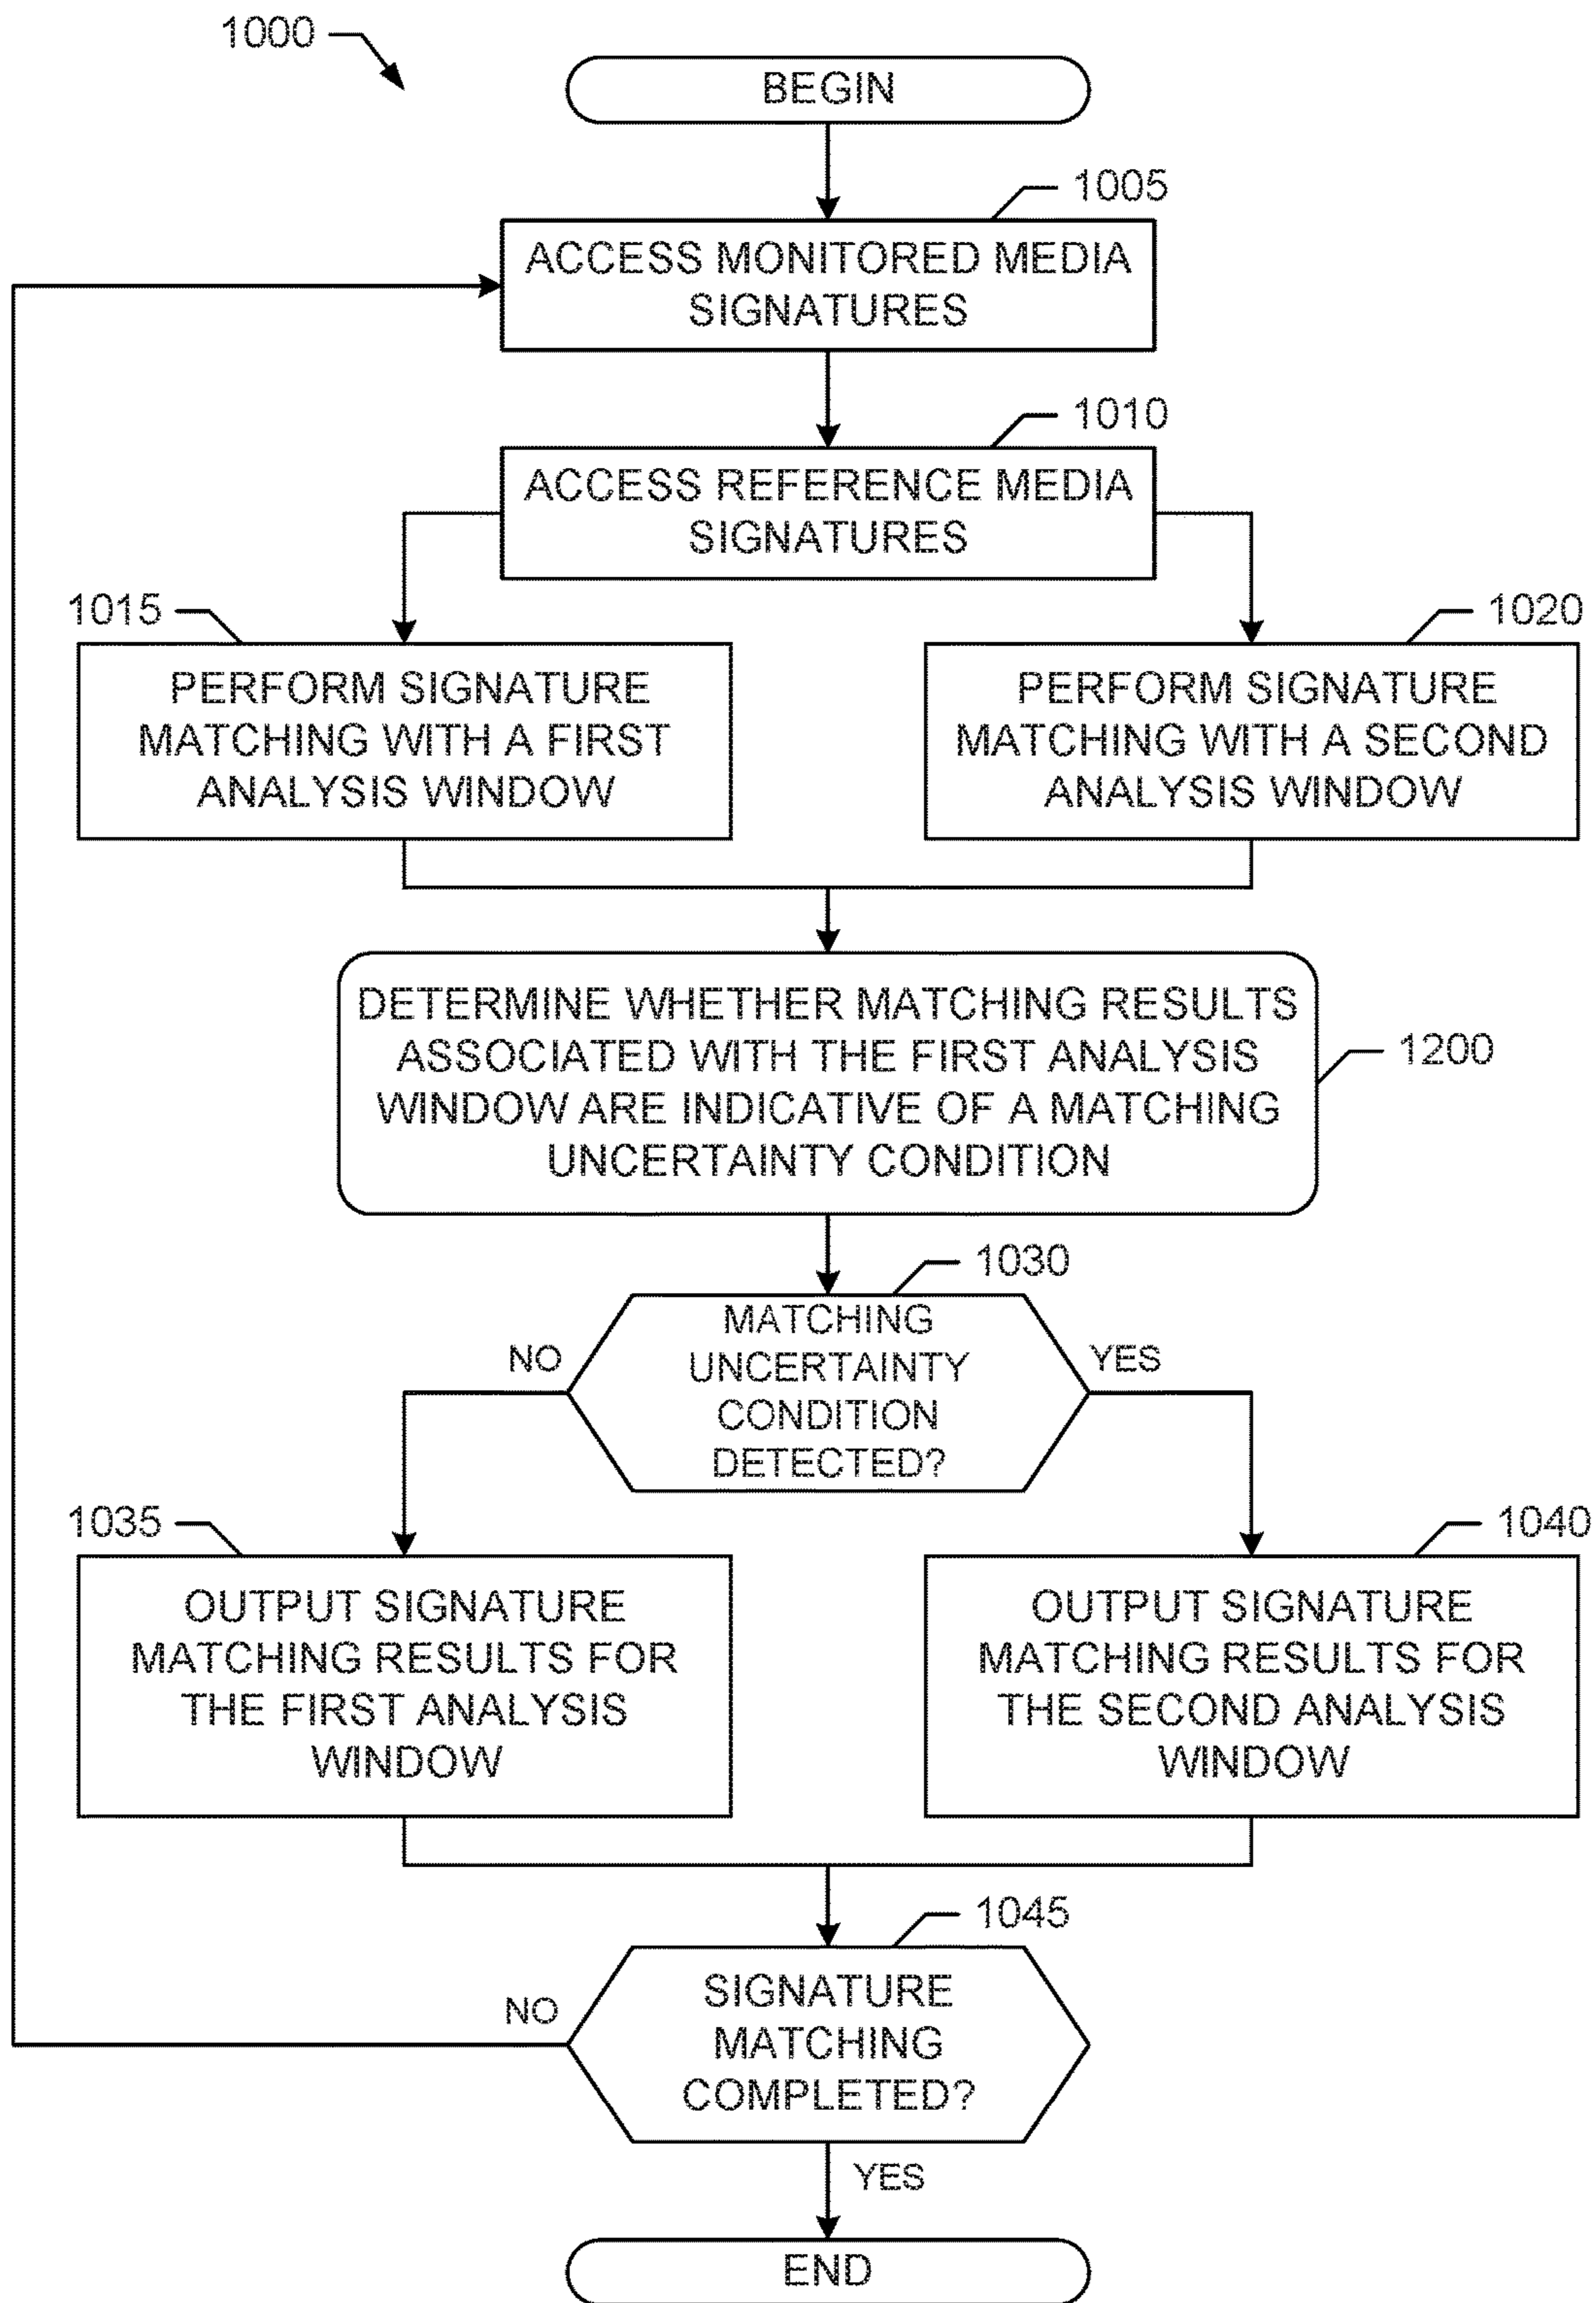 1000
BEGIN
1005
ACCESS MONITORED MEDIA
SIGNATURES
1010
ACCESS REFERENCE MEDIA
SIGNATURES
1015
PERFORM SIGNATURE
MATCHING WITH A FIRST
ANALYSIS WINDOW
1020
PERFORM SIGNATURE
MATCHING WITH A SECOND
ANALYSIS WINDOW
DETERMINE WHETHER MATCHING RESULTS
ASSOCIATED WITH THE FIRST ANALYSIS
WINDOW ARE INDICATIVE OF A MATCHING
UNCERTAINTY CONDITION
1200
1030
MATCHING
UNCERTAINTY
CONDITION
DETECTED?
NO
YES
1035
OUTPUT SIGNATURE
MATCHING RESULTS FOR
THE FIRST ANALYSIS
WINDOW
1040
OUTPUT SIGNATURE
MATCHING RESULTS FOR
THE SECOND ANALYSIS
WINDOW
1045
SIGNATURE
MATCHING
COMPLETED?
NO
YES
END